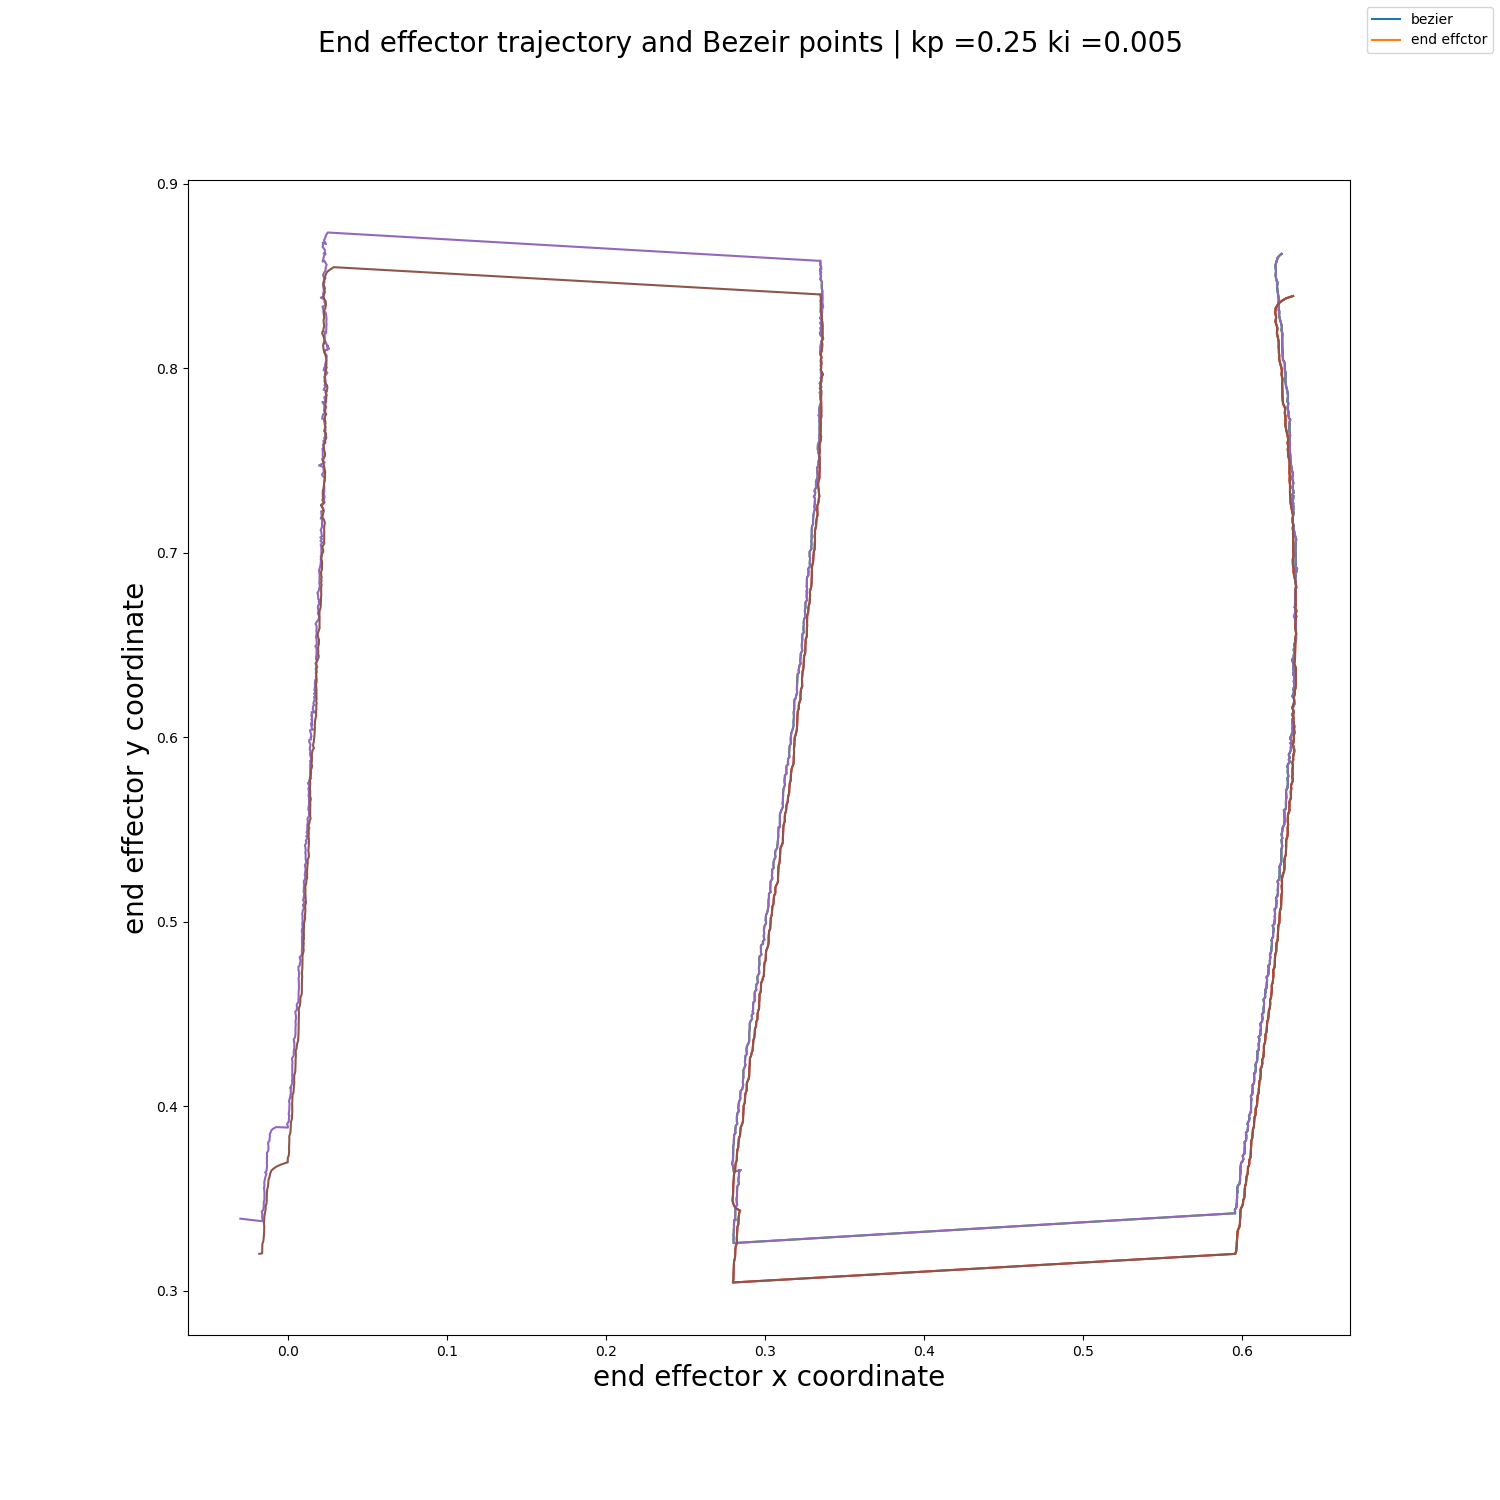 End effector trajectory and Bezeir points | kp =0.25 ki =0.005
bezier
end effctor
0.9
0.8
0.7
0.6
0.5
0.4
0.3
end effector y coordinate
0.0 0.1 0.2 0.3 0.4 0.5 0.6
end effector x coordinate